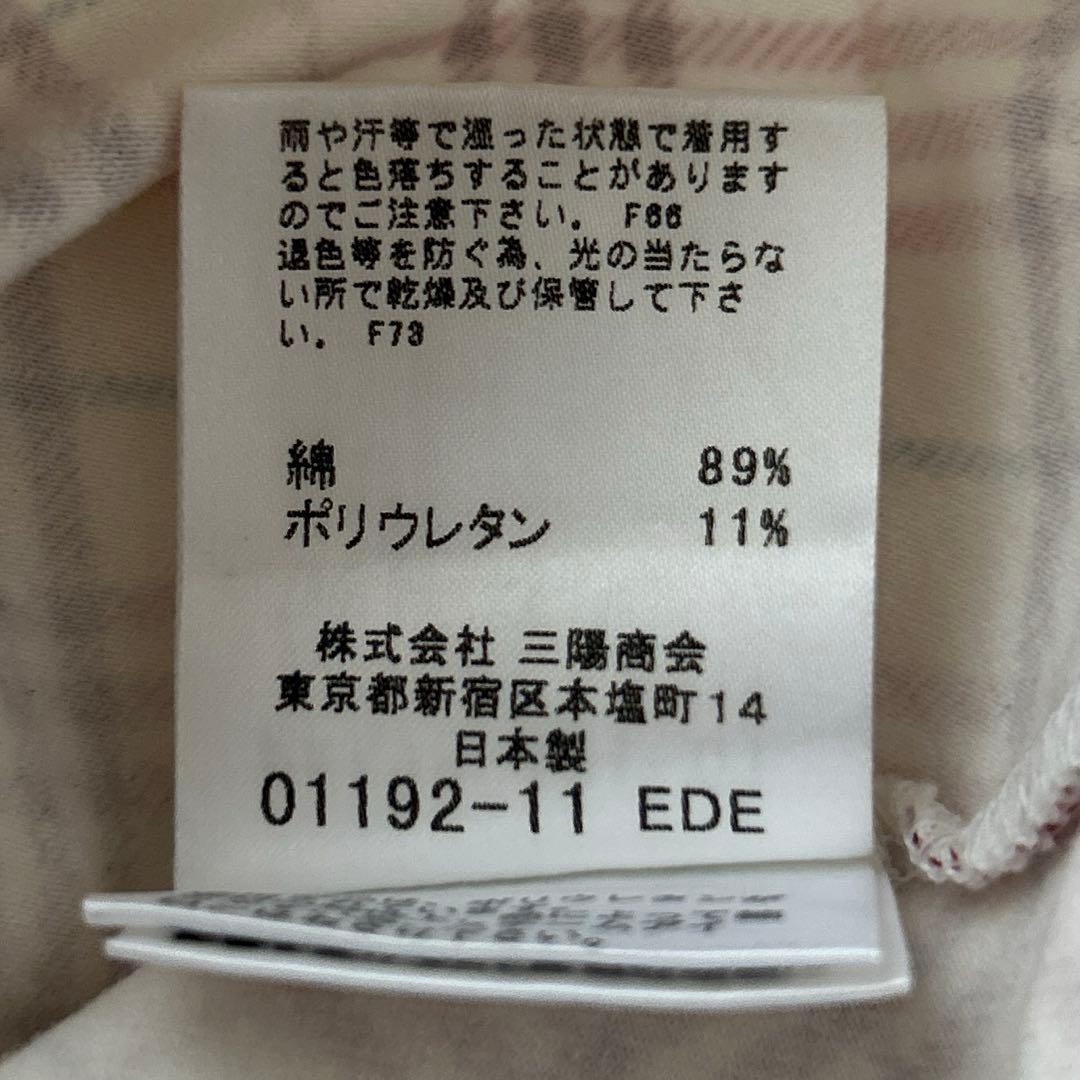 雨や汗等で湿った状態で着用す
ると色落ちすることがあります
のでご注意下さい。 F66
退色等を防ぐ為、光の当たらな
い所で乾燥及び保管して下さ
い。 F73
綿 89%
ポリウレタン 11%
株式会社 三陽商会
東京都新宿区本塩町14
日本製
01192-11 EDE